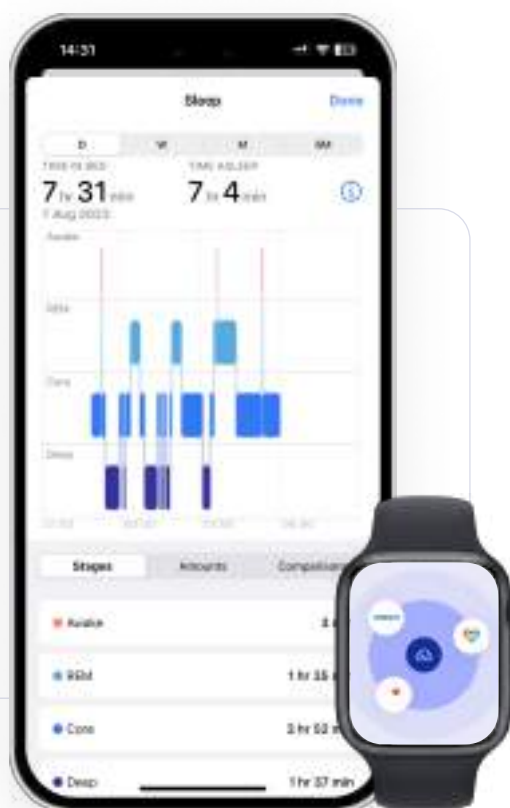 14:31
Sleep Done
D W M 6M
TIME IN BED TIME ASLEEP
7 hr 31 min 7 hr 4 min
7 Aug 2023
Awake
REM
Core
Deep
Stages Amounts
Awake
REM 1 hr 35
Core
Deep 1 hr 37 min